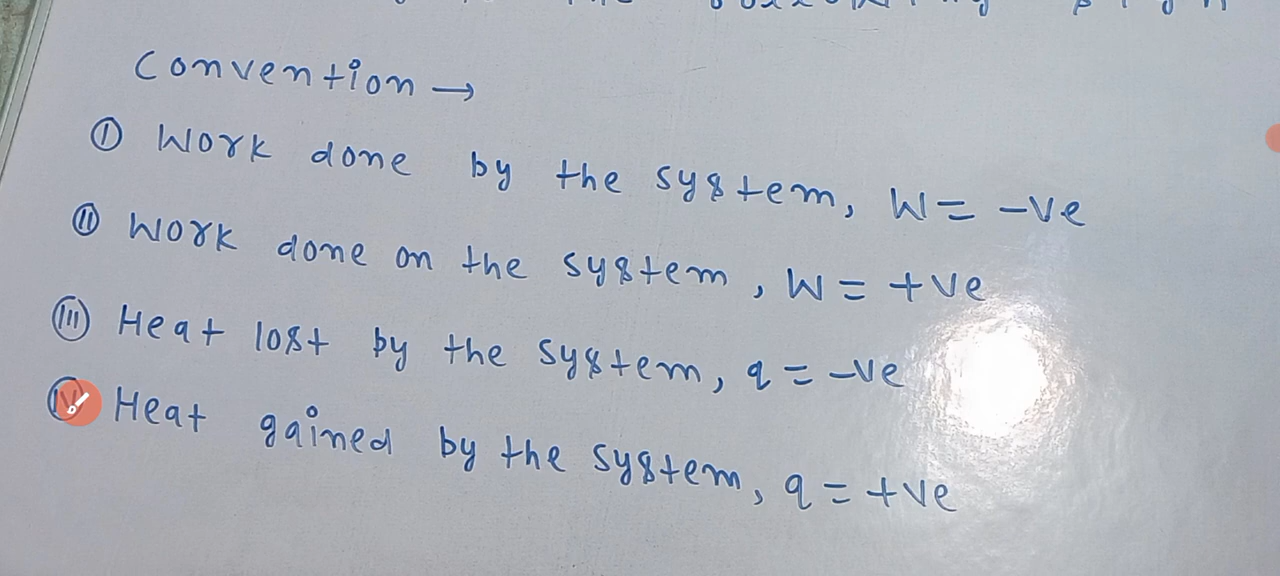 Convention →
① Work done by the system, W = -ve
ⓘⓘ Work done on the system, W = +ve
(III) Heat lost by the system, q = -ve
Heat gained by the system, q = +ve